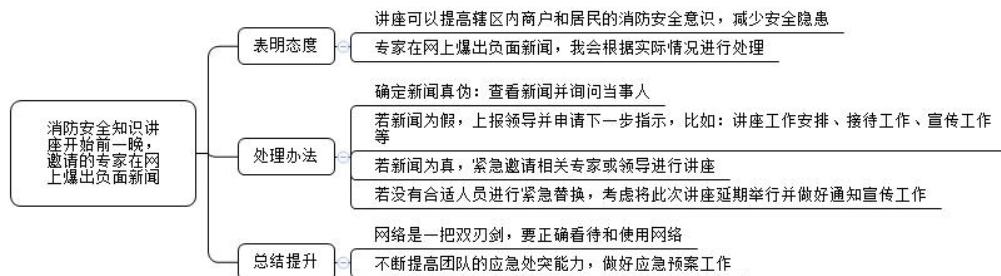 讲座可以提高辖区内商户和居民的消防安全意识，减少安全隐患
表明态度
专家在网上爆出负面新闻，我会根据实际情况进行处理
确定新闻真伪：查看新闻并询问当事人
消防安全知识讲
座开始前一晚，
邀请的专家在网
上爆出负面新闻
若新闻为假，上报领导并申请下一步指示，比如：讲座工作安排、接待工作、宣传工作
等
处理办法
若新闻为真，紧急邀请相关专家或领导进行讲座
若没有合适人员进行紧急替换，考虑将此次讲座延期举行并做好通知宣传工作
网络是一把双刃剑，要正确看待和使用网络
总结提升
不断提高团队的应急处突能力，做好应急预案工作